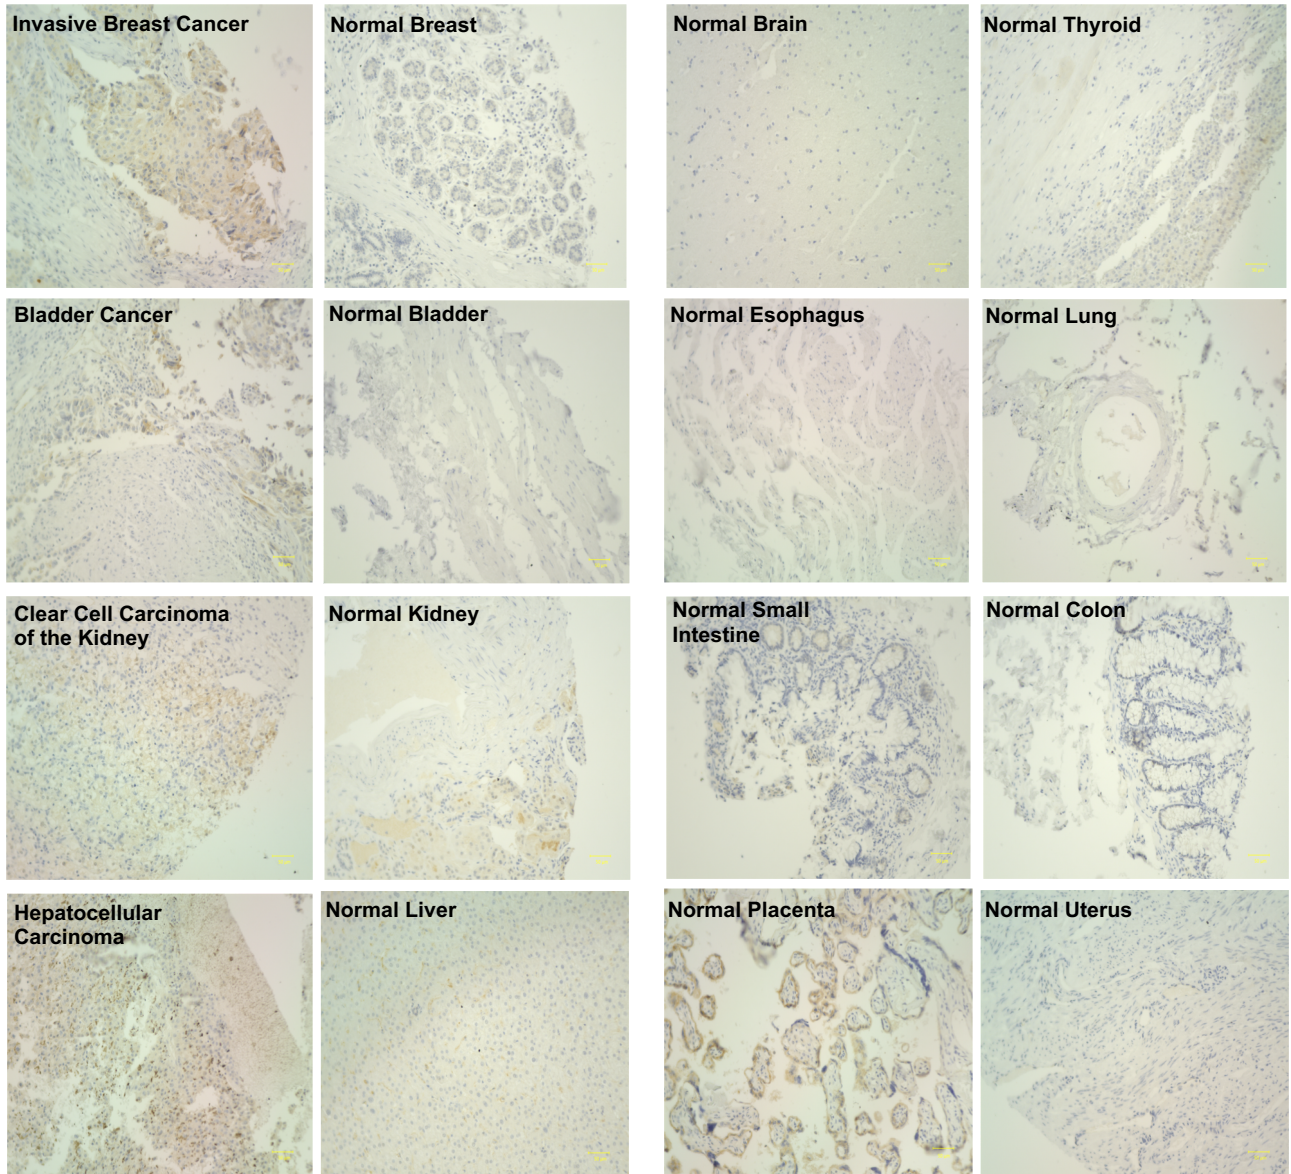 Invasive Breast Cancer
Normal Breast
Normal Brain
Normal Thyroid
Bladder Cancer
Normal Bladder
Normal Esophagus
Normal Lung
Clear Cell Carcinoma
of the Kidney
Normal Kidney
Normal Small
Intestine
Normal Colon
Hepatocellular
Carcinoma
Normal Liver
Normal Placenta
Normal Uterus